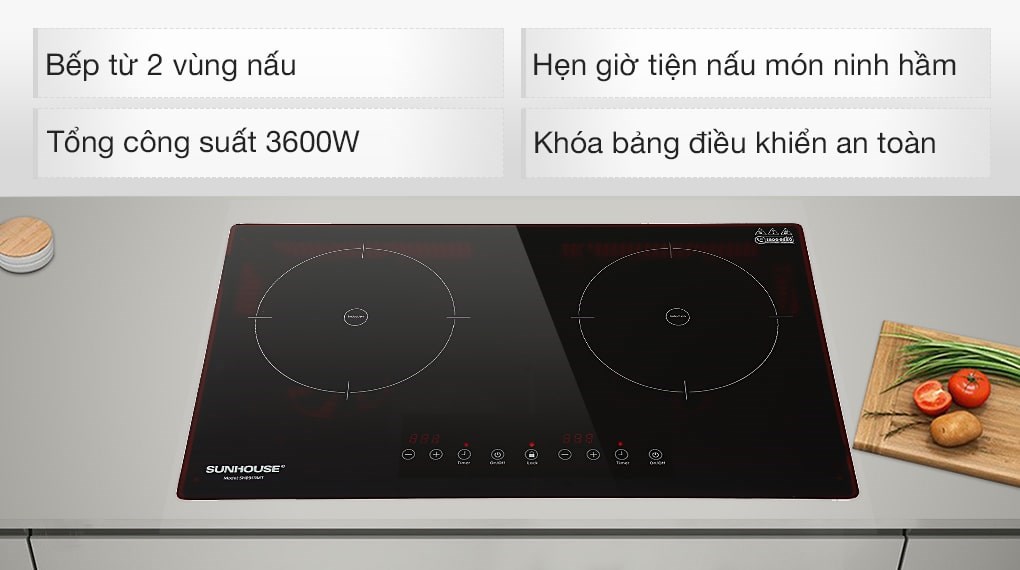 Bếp từ 2 vùng nấu
Hẹn giờ tiện nấu món ninh hầm
Tổng công suất 3600W
Khóa bảng điều khiển an toàn
SUNHOUSE®
Timer
On/Off
Lock
Timer
On/Off